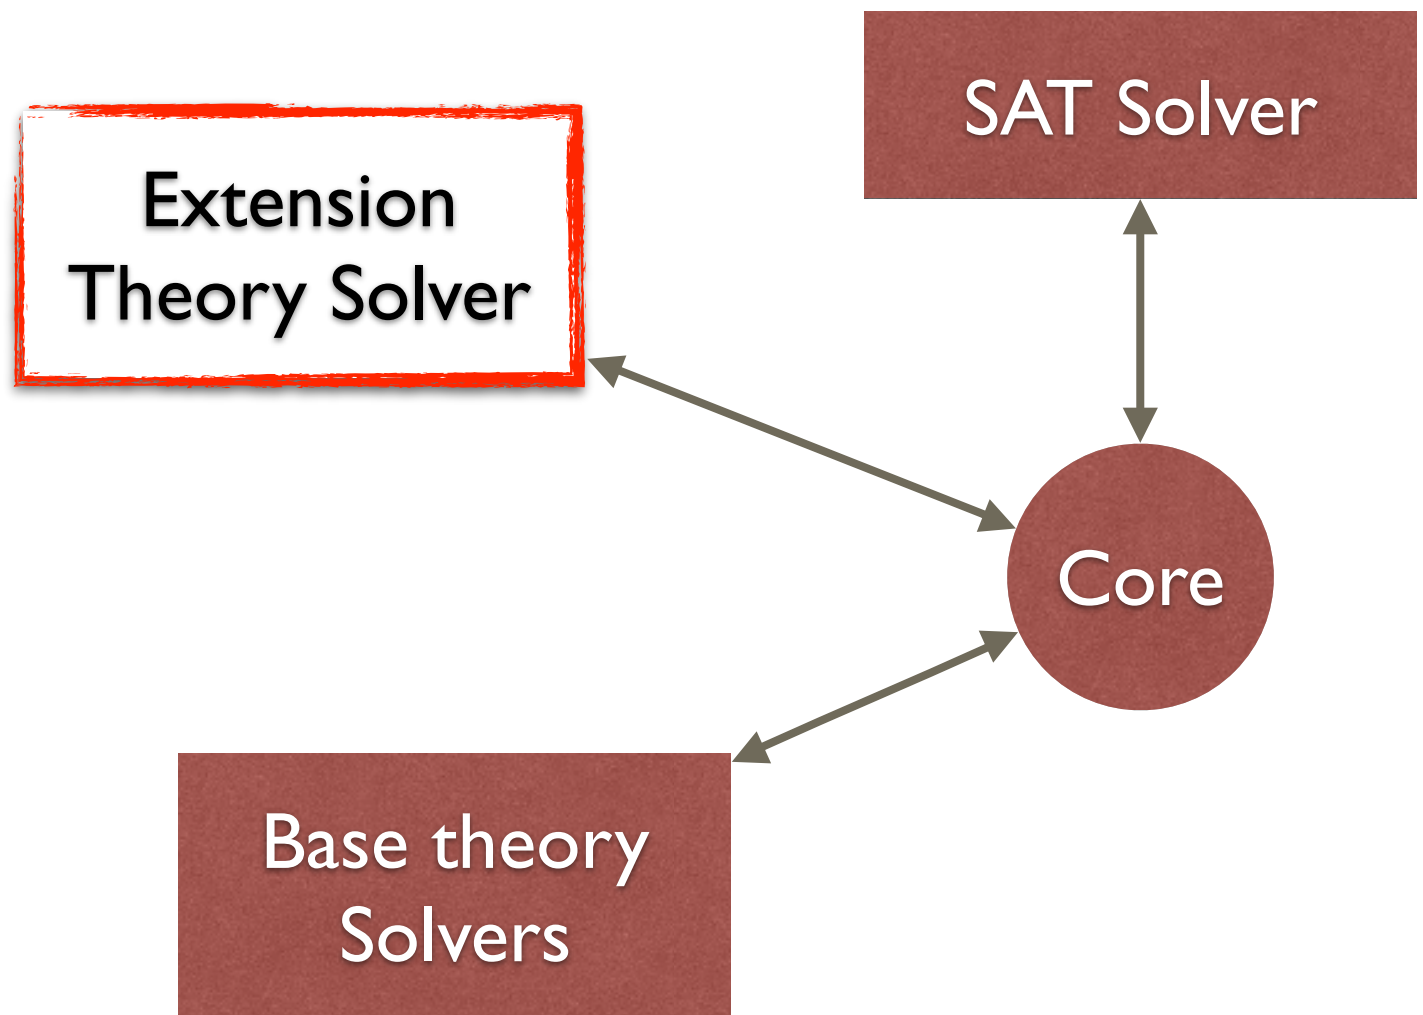 SAT Solver
Extension
Theory Solver
Core
Base theory
Solvers